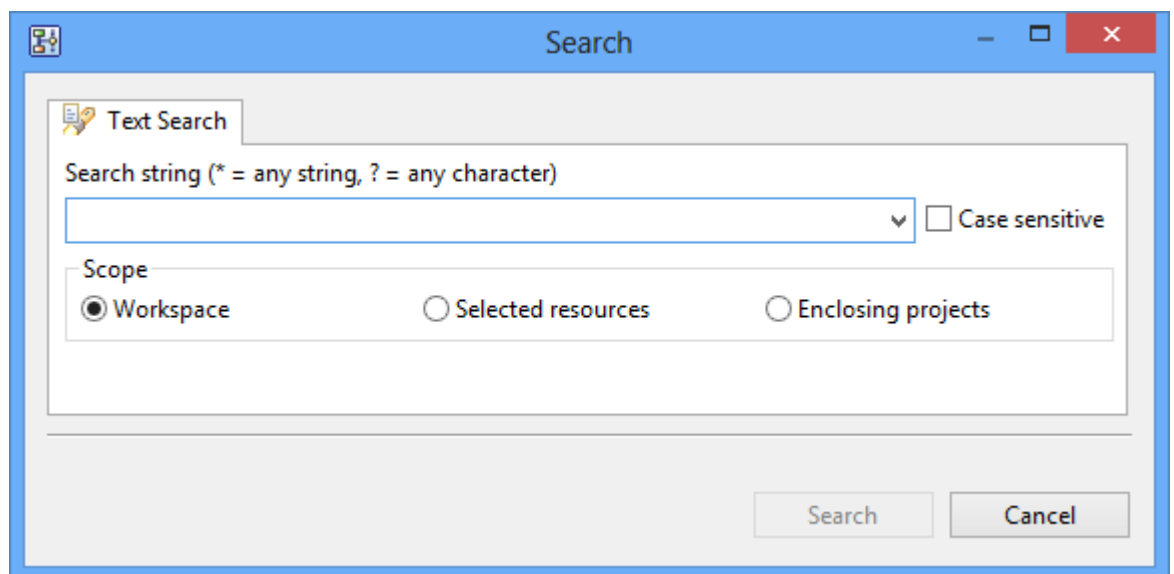 Search
Text Search
Search string (* = any string, ? = any character)
Case sensitive
Scope
Workspace Selected resources Enclosing projects
Search Cancel